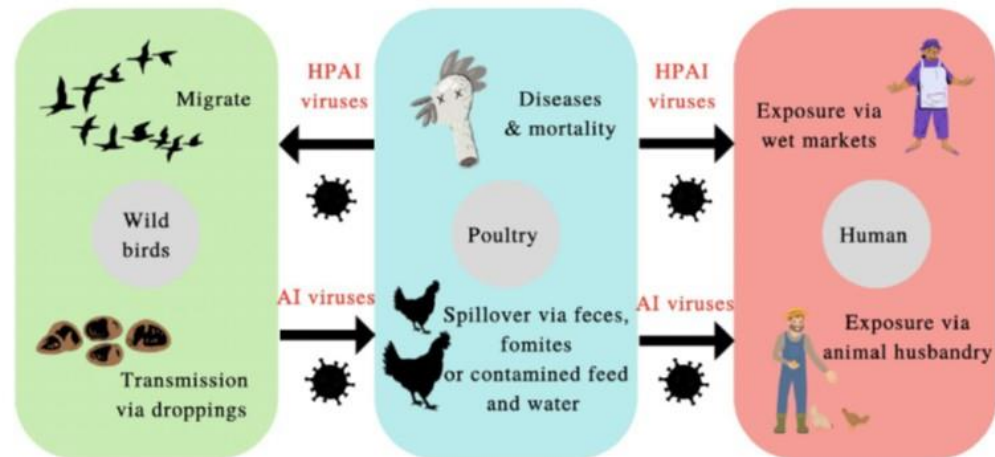 Migrate
Wild
birds
Transmission
via droppings
HPAI
viruses
AI viruses
Diseases
& mortality
Poultry
Spillover via feces,
fomites
or contamined feed
and water
HPAI
viruses
AI viruses
Exposure via
wet markets
Human
Exposure via
animal husbandry